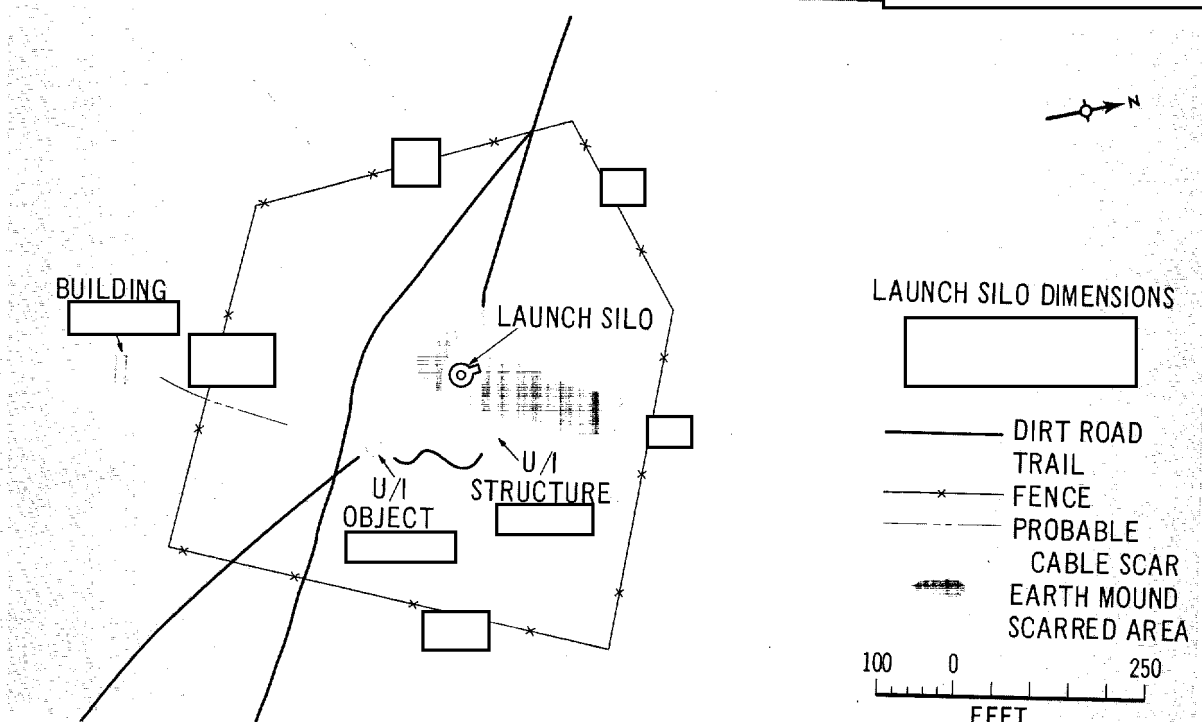 N
BUILDING
LAUNCH SILO
LAUNCH SILO DIMENSIONS
U/I
OBJECT
U/I
STRUCTURE
DIRT ROAD
TRAIL
FENCE
PROBABLE
CABLE SCAR
EARTH MOUND
SCARRED AREA
100 0 250
FEET